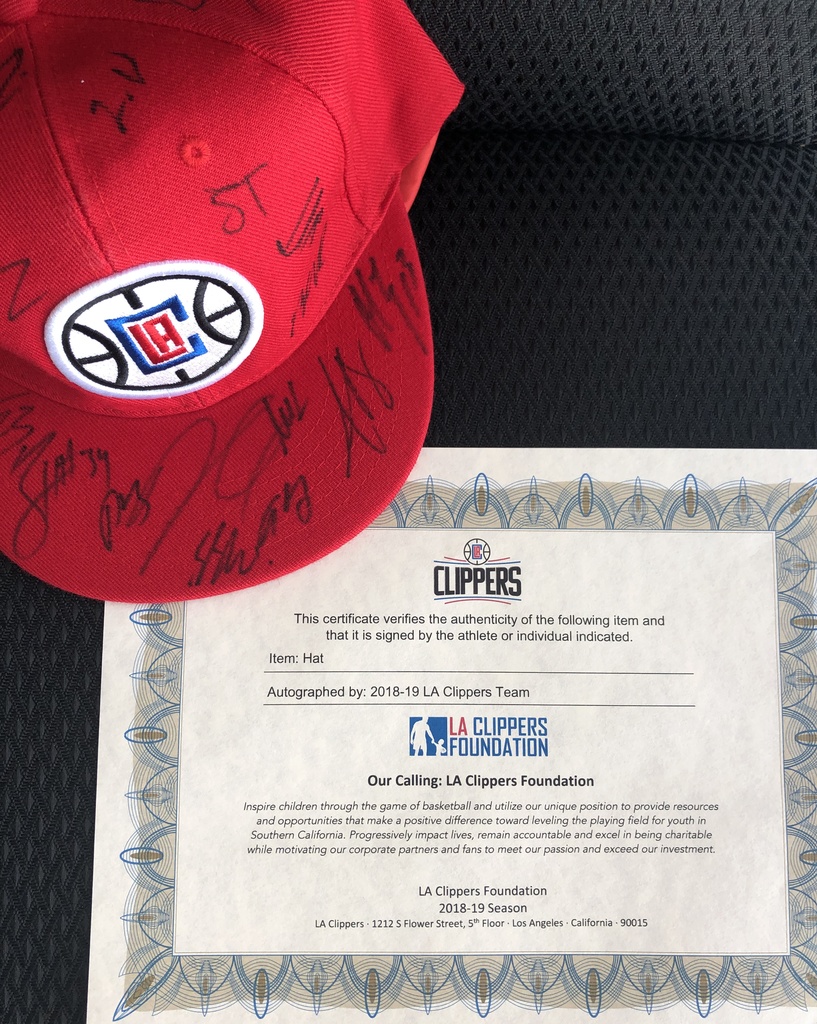 ST
LA
34
CLIPPERS
This certificate verifies the authenticity of the following item and
that it is signed by the athlete or individual indicated.
Item: Hat
Autographed by: 2018-19 LA Clippers Team
LA CLIPPERS
FOUNDATION
Our Calling: LA Clippers Foundation
Inspire children through the game of basketball and utilize our unique position to provide resources
and opportunities that make a positive difference toward leveling the playing field for youth in
Southern California. Progressively impact lives, remain accountable and excel in being charitable
while motivating our corporate partners and fans to meet our passion and exceed our investment.
LA Clippers Foundation
2018-19 Season
LA Clippers · 1212 S Flower Street, 5th Floor · Los Angeles · California · 90015